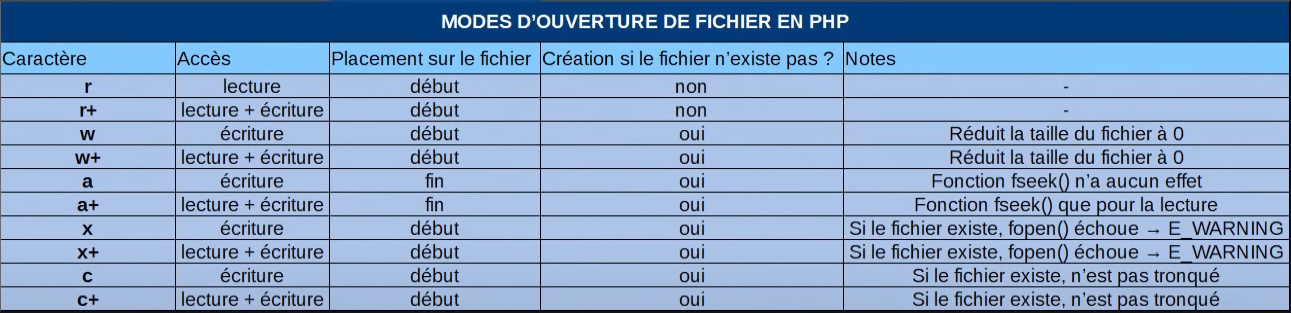 MODES D’OUVERTURE DE FICHIER EN PHP
Caractère Accès Placement sur le fichier Création si le fichier n’existe pas ? Notes
r lecture début non -
r+ lecture + écriture début non -
w écriture début oui Réduit la taille du fichier à 0
w+ lecture + écriture début oui Réduit la taille du fichier à 0
a écriture fin oui Fonction fseek() n’a aucun effet
a+ lecture + écriture fin oui Fonction fseek() que pour la lecture
x écriture début oui Si le fichier existe, fopen() échoue → E_WARNING
x+ lecture + écriture début oui Si le fichier existe, fopen() échoue → E_WARNING
c écriture début oui Si le fichier existe, n’est pas tronqué
c+ lecture + écriture début oui Si le fichier existe, n’est pas tronqué